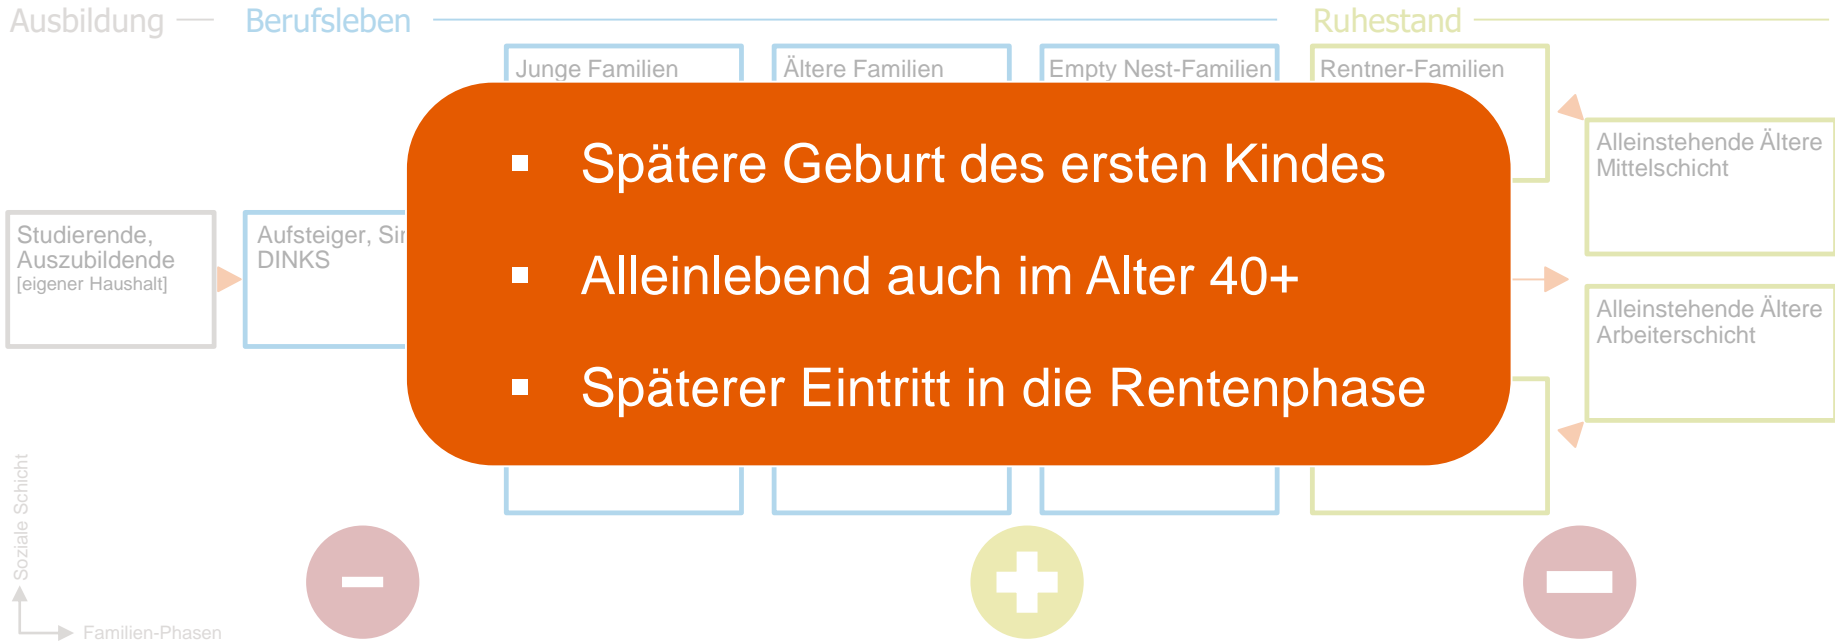 Ausbildung
Berufsleben
Ruhestand
Junge Familien
Ältere Familien
Empty Nest-Familien
Rentner-Familien
Alleinstehende Ältere
Mittelschicht
Studierende,
Auszubildende
[eigener Haushalt]
Aufsteiger,
DINKS
▪ Spätere Geburt des ersten Kindes
▪ Alleinlebend auch im Alter 40+
▪ Späterer Eintritt in die Rentenphase
Alleinstehende Ältere
Arbeiterschicht
Soziale Schicht
Familien-Phasen